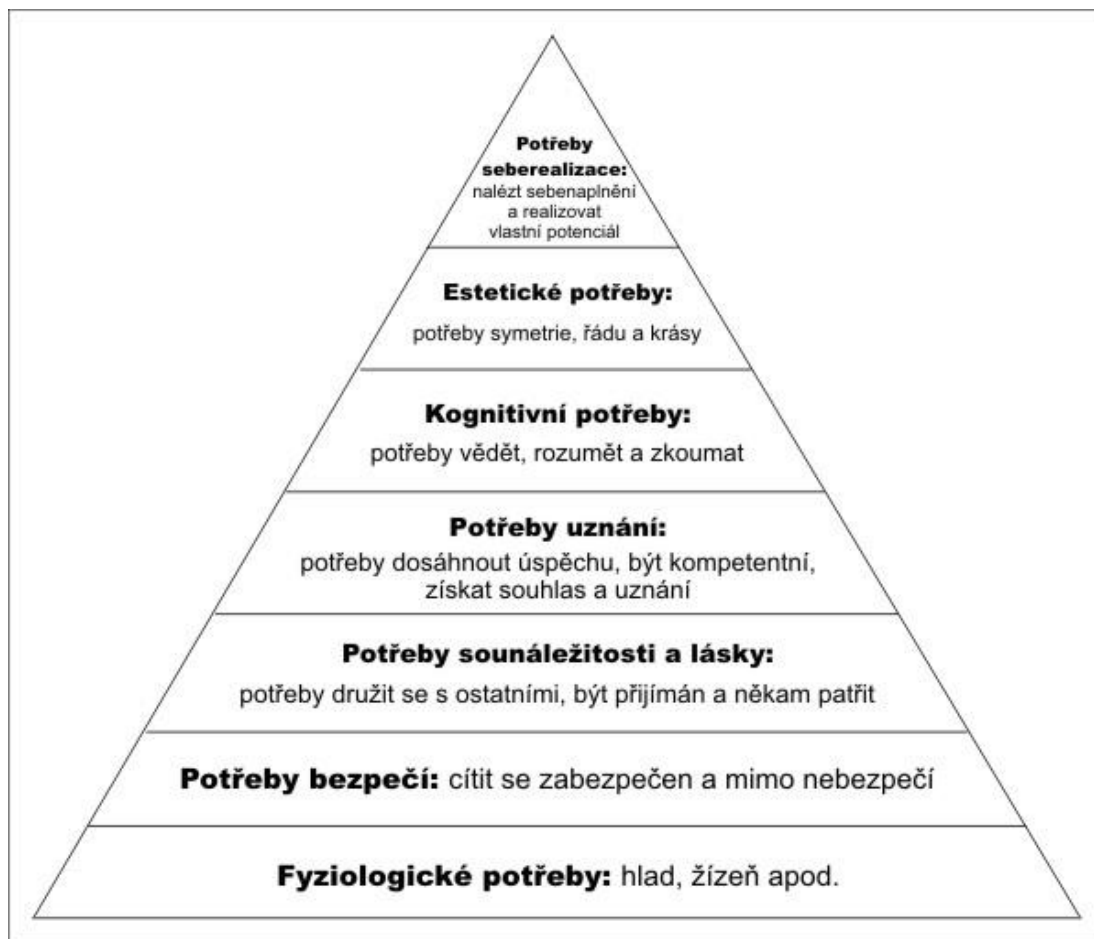 Potřeby
seberealizace:
nalézt sebenaplnění
a realizovat
vlastní potenciál
Estetické potřeby:
potřeby symetrie, řádu a krásy
Kognitivní potřeby:
potřeby vědět, rozumět a zkoumat
Potřeby uznání:
potřeby dosáhnout úspěchu, být kompetentní,
získat souhlas a uznání
Potřeby sounáležitosti a lásky:
potřeby družit se s ostatními, být přijímán a někam patřit
Potřeby bezpečí: cítit se zabezpečen a mimo nebezpečí
Fyziologické potřeby: hlad, žízeň apod.